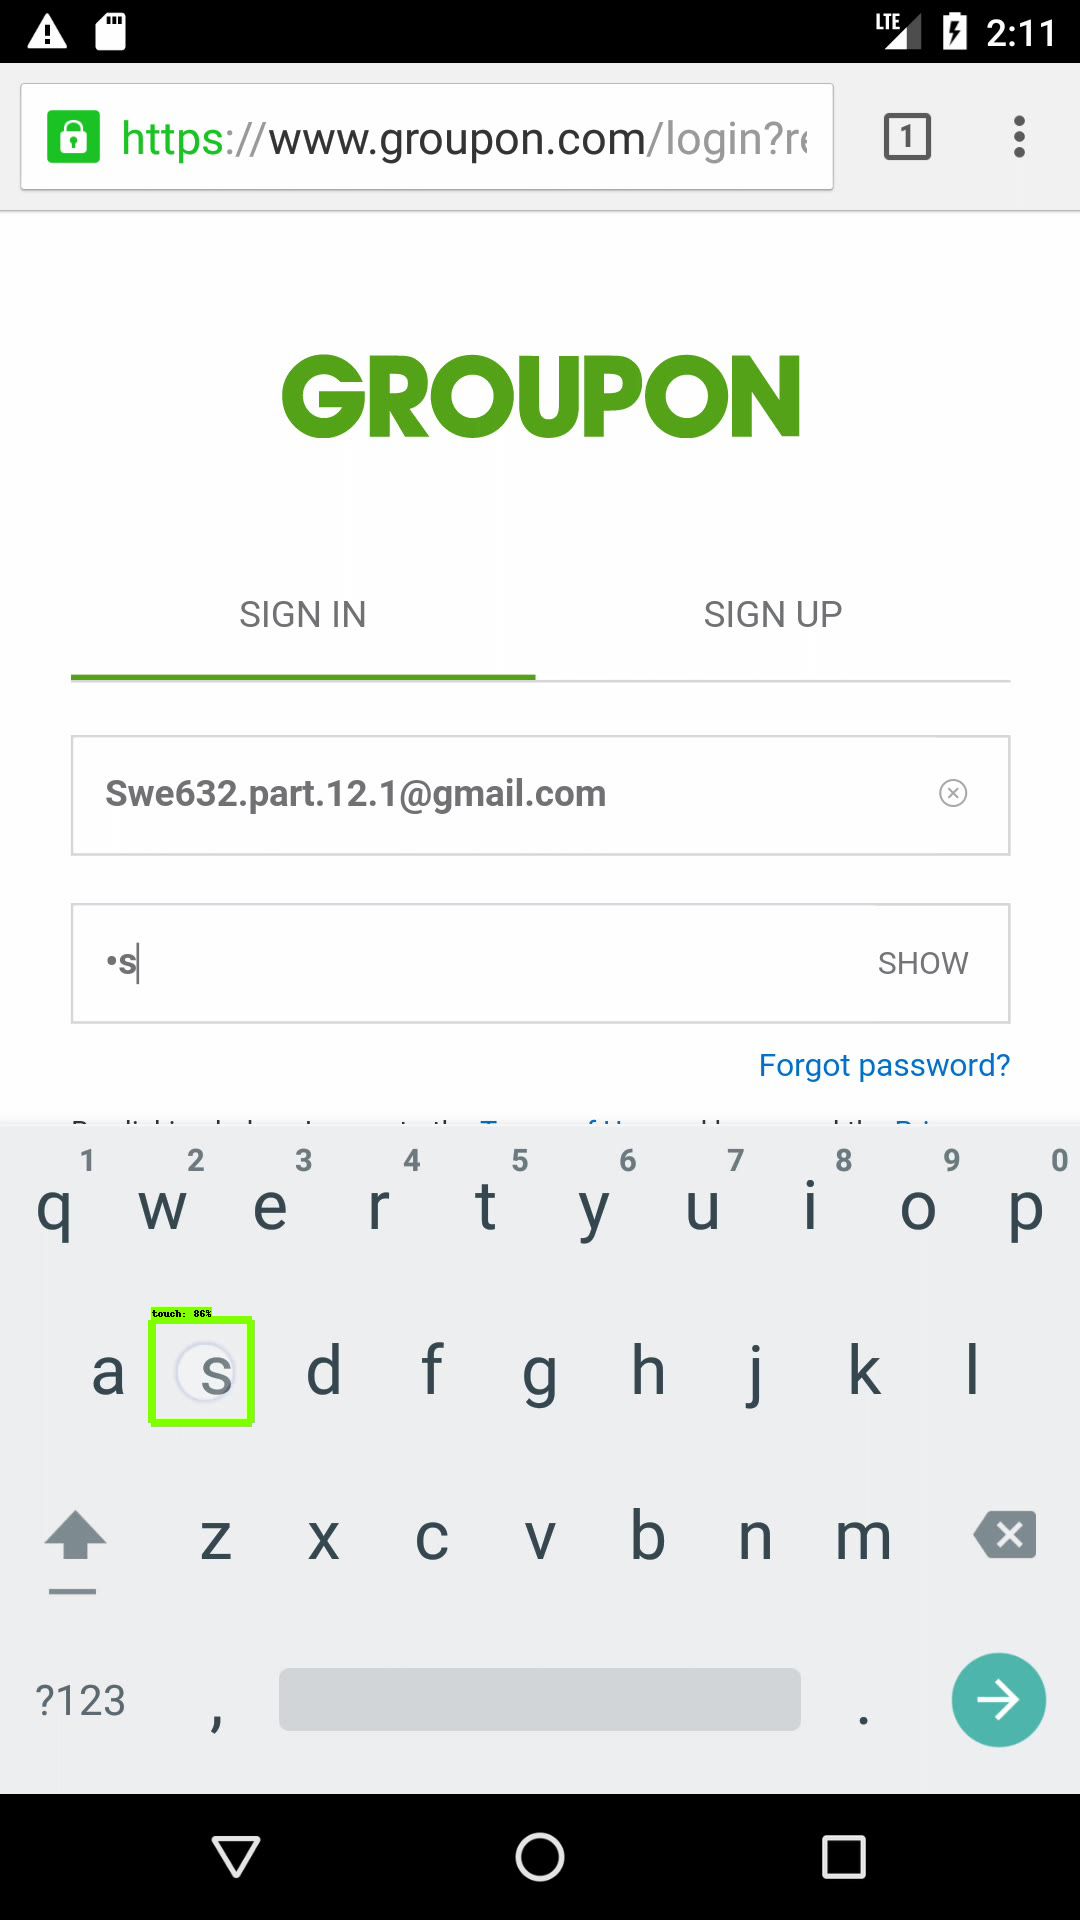 LTE 2:11
https://www.groupon.com/login?re
1
GROUPON
SIGN IN SIGN UP
Swe632.part.12.1@gmail.com
•s SHOW
Forgot password?
1 2 3 4 5 6 7 8 9 0
q w e r t y u i o p
touch: 86%
a s d f g h j k l
z x c v b n m
?123 , .